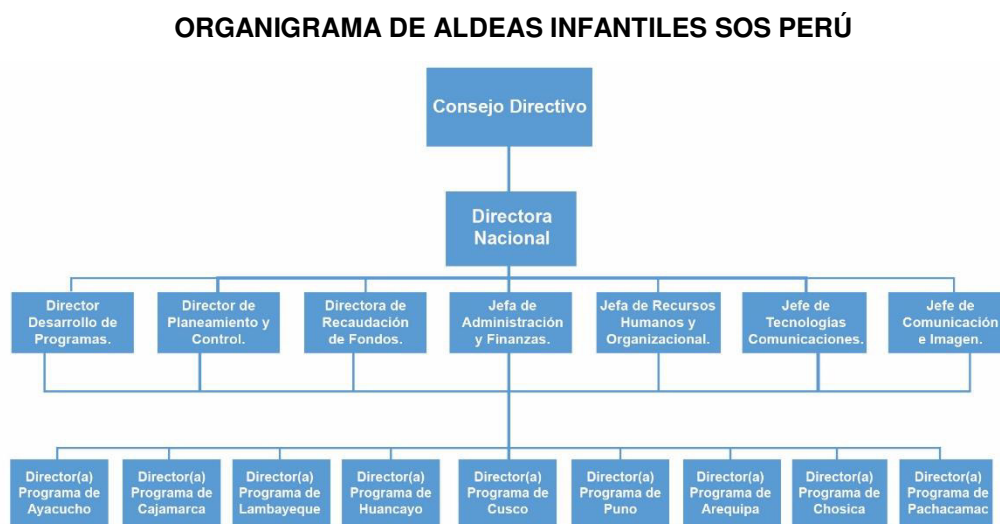 ORGANIGRAMA DE ALDEAS INFANTILES SOS PERÚ
Consejo Directivo
Directora
Nacional
Director
Desarrollo de
Programas.
Director de
Planeamiento y
Control.
Directora de
Recaudación
de Fondos.
Jefa de
Administración
y Finanzas.
Jefa de Recursos
Humanos y
Organizacional.
Jefe de
Tecnologías
Comunicaciones.
Jefe de
Comunicación
e Imagen.
Director(a)
Programa de
Ayacucho
Director(a)
Programa de
Cajamarca
Director(a)
Programa de
Lambayeque
Director(a)
Programa de
Huancayo
Director(a)
Programa de
Cusco
Director(a)
Programa de
Puno
Director(a)
Programa de
Arequipa
Director(a)
Programa de
Chosica
Director(a)
Programa de
Pachacamac